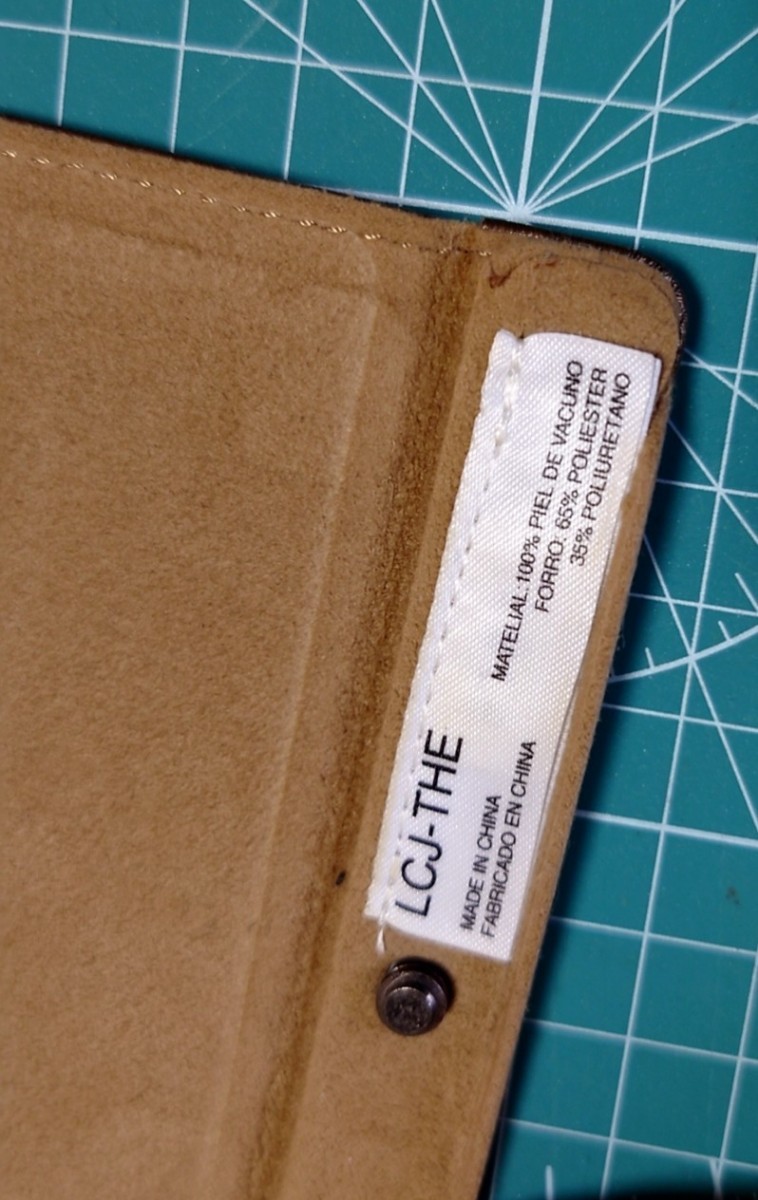 LCJ-THE
MADE IN CHINA
FABRICADO EN CHINA
MATELIAL:100% PIEL DE VACUNO
FORRO: 65% POLIESTER
35% POLIURETANO